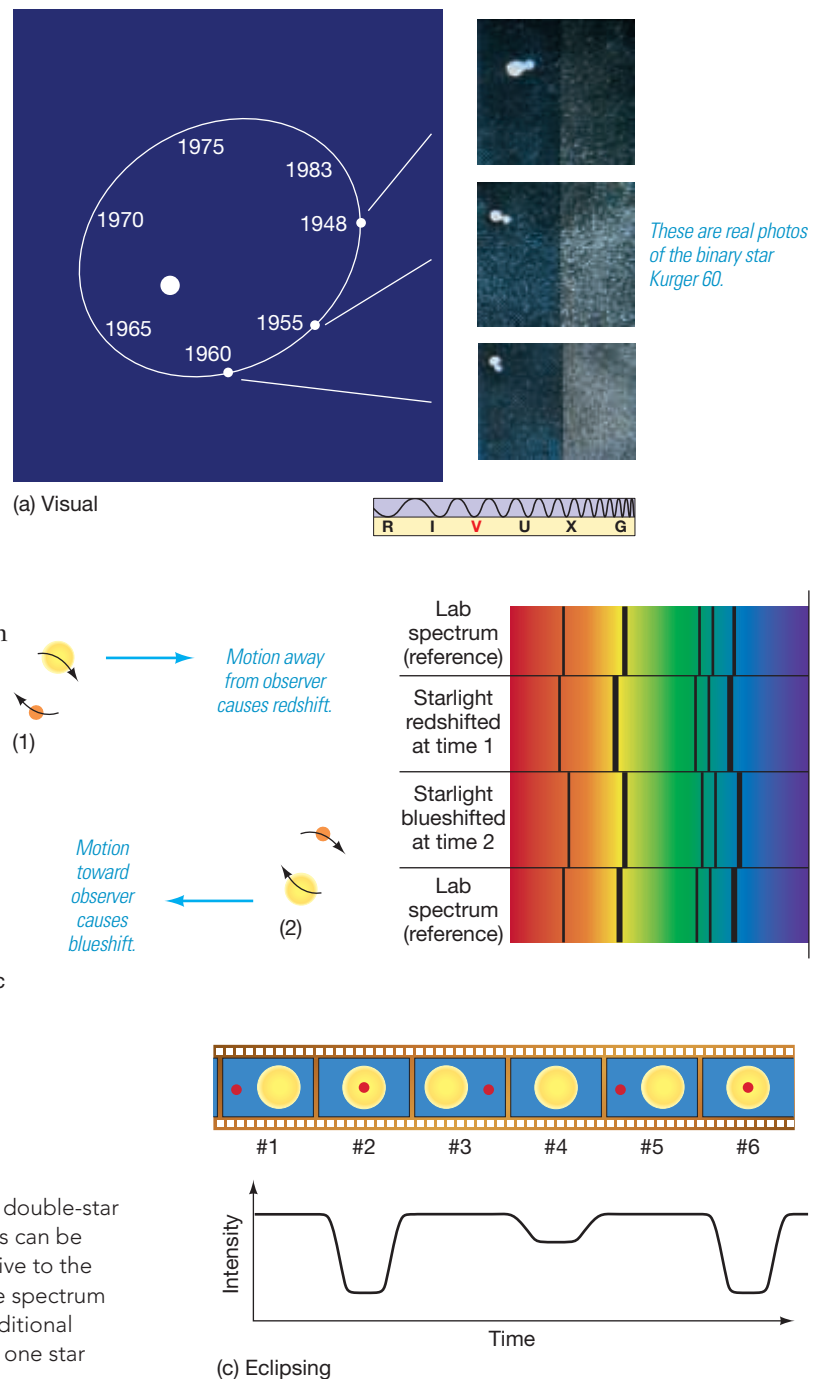 1975
1983
1970
1948
1965
1955
1960
These are real photos
of the binary star
Kurger 60.
(a) Visual
R I V U X G
Motion away
from observer
causes redshift.
(1)
Motion
toward
observer
causes
blueshift.
(2)
Lab
spectrum
(reference)
Starlight
redshifted
at time 1
Starlight
blueshifted
at time 2
Lab
spectrum
(reference)
c
#1 #2 #3 #4 #5 #6
Intensity
Time
(c) Eclipsing
double-star
s can be
ive to the
e spectrum
ditional
one star